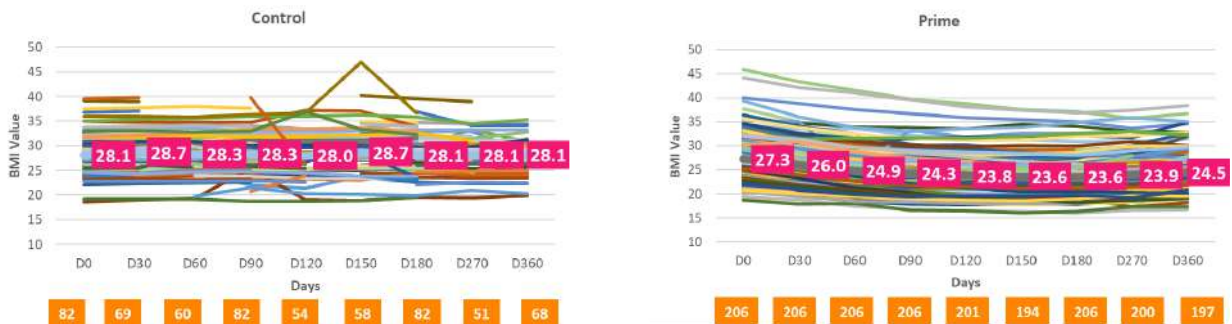 Control
BMI Value
50
45
40
35
30
25
20
15
10
28.1 28.7 28.3 28.3 28.0 28.7 28.1 28.1 28.1
D0 D30 D60 D90 D120 D150 D180 D270 D360
Days
82 69 60 82 54 58 82 51 68
Prime
BMI Value
50
45
40
35
30
25
20
15
10
27.3 26.0 24.9 24.3 23.8 23.6 23.6 23.9 24.5
D0 D30 D60 D90 D120 D150 D180 D270 D360
Days
206 206 206 206 201 194 206 200 197